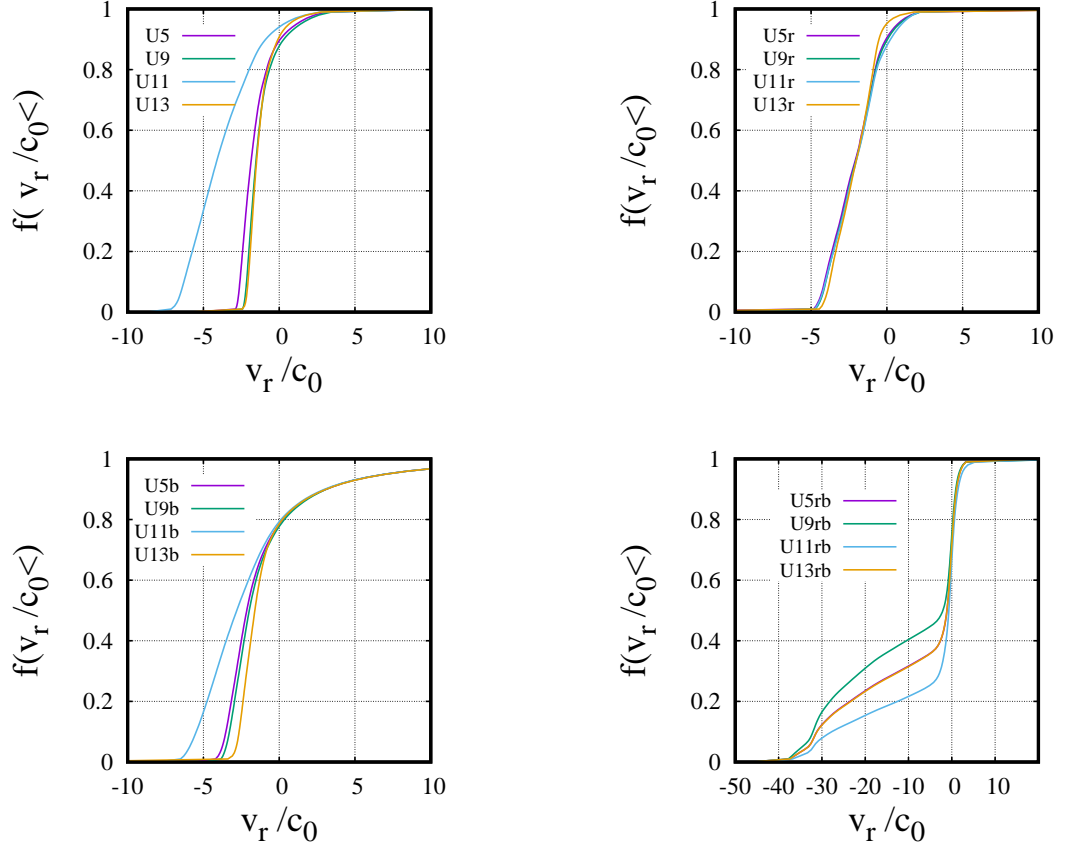 U5
U9
U11
U13
f( v_r /c_0<)
0
0.2
0.4
0.6
0.8
1
-10
-5
0
5
10
v_r /c_0
U5r
U9r
U11r
U13r
f(v_r /c_0<)
0
0.2
0.4
0.6
0.8
1
-10
-5
0
5
10
v_r /c_0
U5b
U9b
U11b
U13b
f(v_r /c_0<)
0
0.2
0.4
0.6
0.8
1
-10
-5
0
5
10
v_r /c_0
U5rb
U9rb
U11rb
U13rb
f(v_r /c_0<)
0
0.2
0.4
0.6
0.8
1
-50
-40
-30
-20
-10
0
10
v_r /c_0